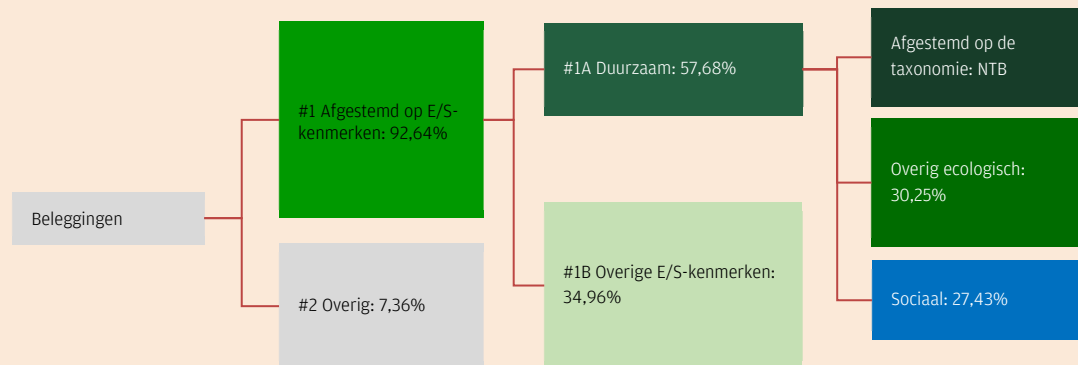 Beleggingen
#1 Afgestemd op E/S-
kenmerken: 92,64%
#2 Overig: 7,36%
#1A Duurzaam: 57,68%
#1B Overige E/S-kenmerken:
34,96%
Afgestemd op de
taxonomie: NTB
Overig ecologisch:
30,25%
Sociaal: 27,43%